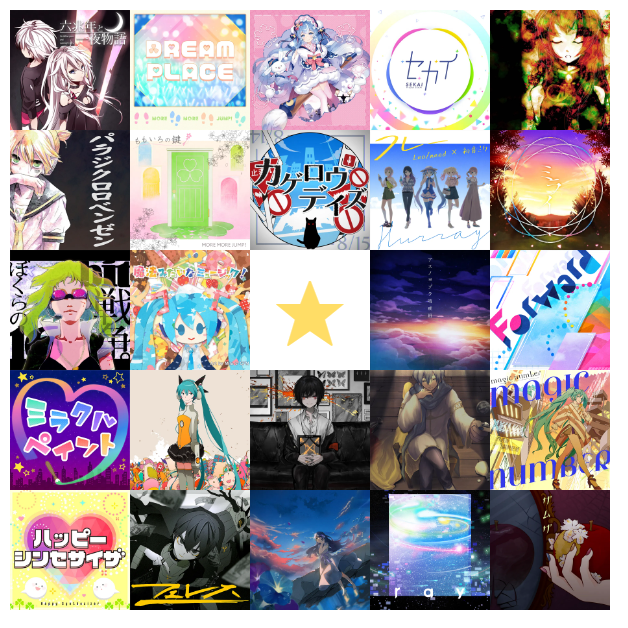 六兆年と
一夜物語
DREAM
PLACE
セカイ
SEKAI
パラジクロロベンゼン
ももいろの鍵
MORE MORE JUMP!
カゲロウ
デイズ
8/15
Leo/need × 初音ミク
Hurray
ぼくらの
戦争
魔法みたいなミュージック!
Forward
ミラクル
ペイント
magic number
magic
number
ハッピー
シンセサイザ
Happy Synthesizer
フェレス
ray